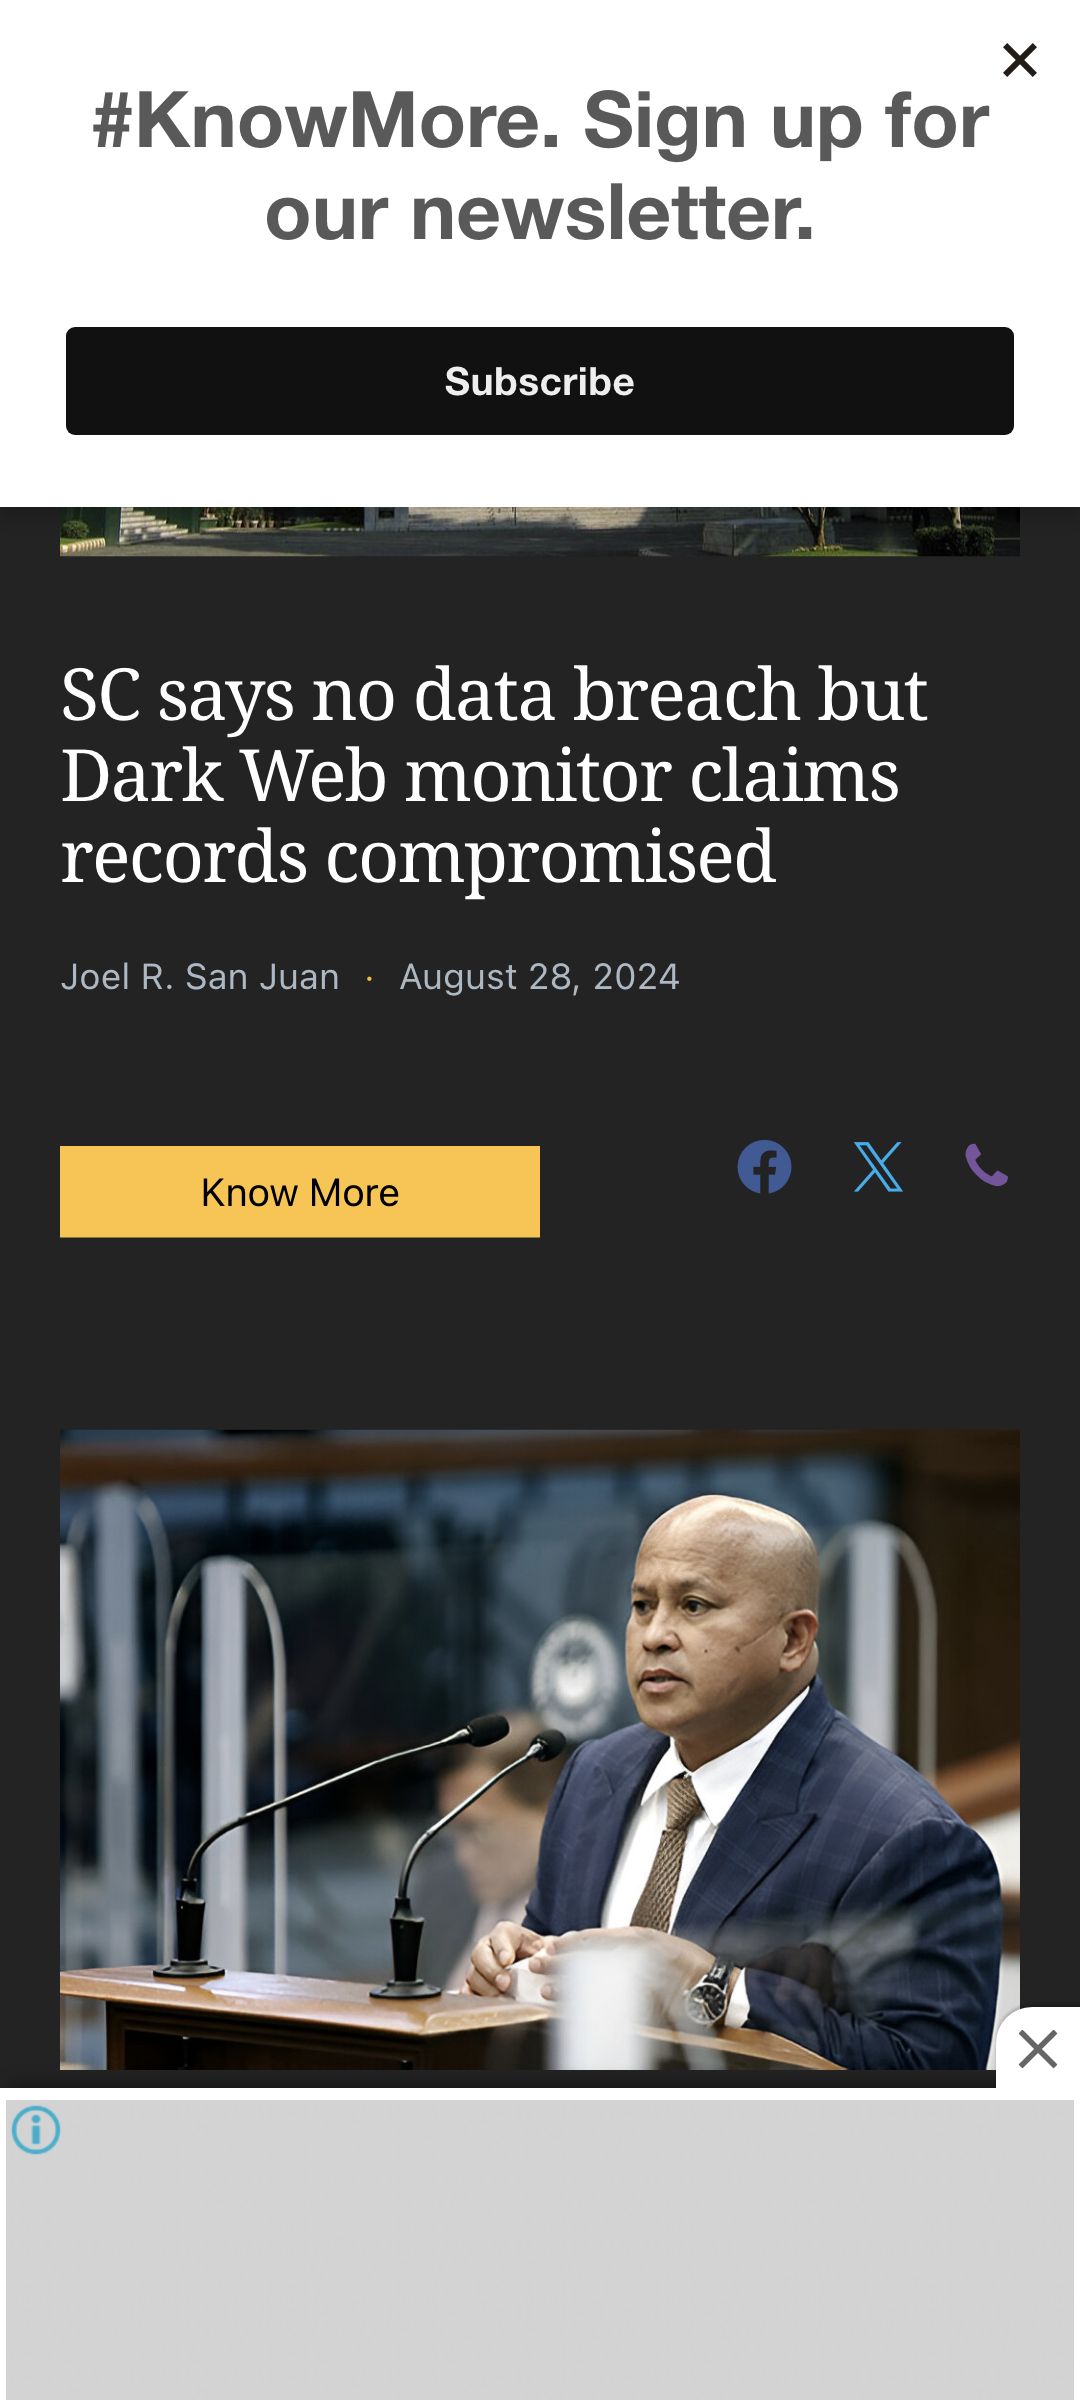 #KnowMore. Sign up for
our newsletter.
Subscribe
SC says no data breach but
Dark Web monitor claims
records compromised
Joel R. San Juan · August 28, 2024
Know More